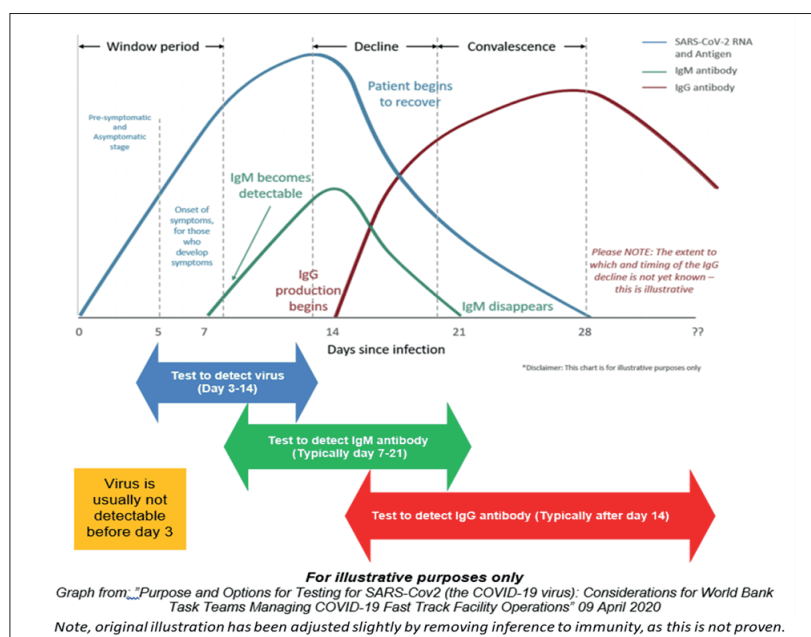 Window period
Decline
Convalescence
SARS-CoV-2 RNA
and Antigen
IgM antibody
IgG antibody
Patient begins
to recover
Pre-symptomatic and
Asymptomatic
stage
IgM becomes
detectable
Onset of
symptoms,
for those
who
develop
symptoms
IgG
production
begins
IgM disappears
Please NOTE: The extent to
which and timing of the IgG
decline is not yet known –
this is illustrative
0 5 7 14 21 28 ??
Days since infection
*Disclaimer: This chart is for illustrative purposes only
Test to detect virus
(Day 3-14)
Test to detect IgM antibody
(Typically day 7-21)
Virus is
usually not
detectable
before day 3
Test to detect IgG antibody (Typically after day 14)
For illustrative purposes only
Graph from: "Purpose and Options for Testing for SARS-Cov2 (the COVID-19 virus): Considerations for World Bank
Task Teams Managing COVID-19 Fast Track Facility Operations" 09 April 2020
Note, original illustration has been adjusted slightly by removing inference to immunity, as this is not proven.